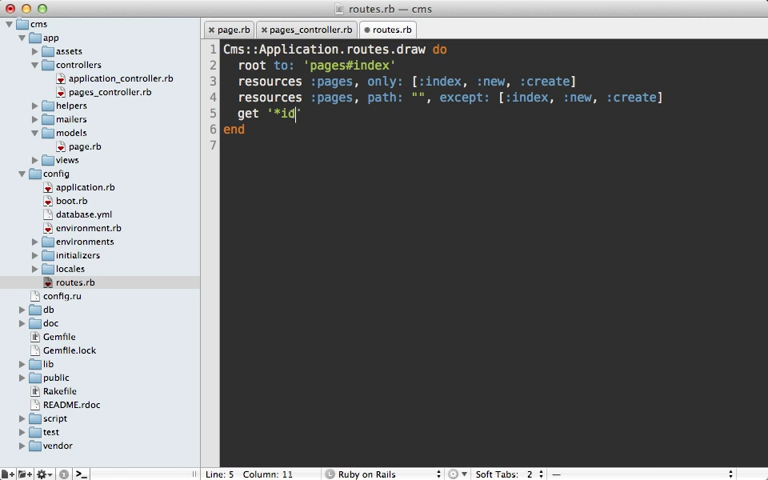 routes.rb — cms
cms
app
assets
controllers
application_controller.rb
pages_controller.rb
helpers
mailers
models
page.rb
views
config
application.rb
boot.rb
database.yml
environment.rb
environments
initializers
locales
routes.rb
config.ru
db
doc
Gemfile
Gemfile.lock
lib
public
Rakefile
README.rdoc
script
test
vendor
page.rb
pages_controller.rb
routes.rb
1 Cms::Application.routes.draw do
2 root to: 'pages#index'
3 resources :pages, only: [:index, :new, :create]
4 resources :pages, path: "", except: [:index, :new, :create]
5 get '*id'
6 end
7
Line: 5 Column: 11
Ruby on Rails
Soft Tabs: 2
—